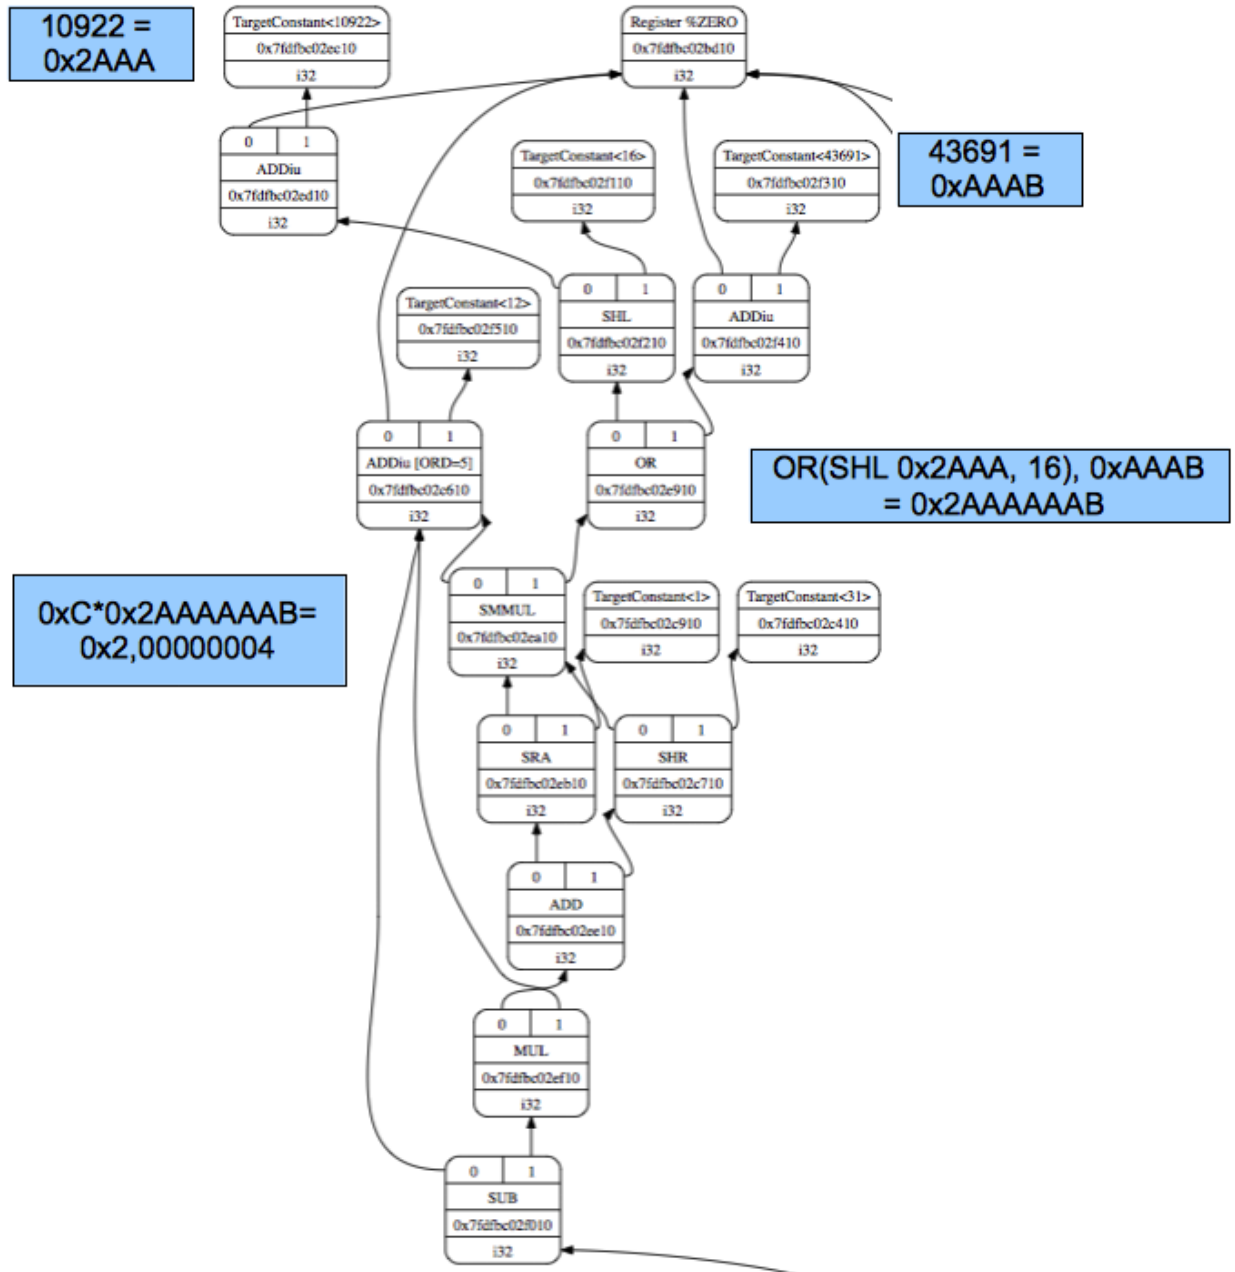 10922 =
0x2AAA
TargetConstant<10922>
0x7fdfbc02ec10
i32
Register %ZERO
0x7fdfbc02bd10
i32
0 1
ADDiu
0x7fdfbc02ed10
i32
TargetConstant<16>
0x7fdfbc02f110
i32
TargetConstant<43691>
0x7fdfbc02f310
i32
43691 =
0xAAAB
TargetConstant<12>
0x7fdfbc02f510
i32
0 1
SHL
0x7fdfbc02f210
i32
0 1
ADDiu
0x7fdfbc02f410
i32
0 1
ADDiu [ORD=5]
0x7fdfbc02c610
i32
0 1
OR
0x7fdfbc02e910
i32
OR(SHL 0x2AAA, 16), 0xAAAB
= 0x2AAAAAAB
0xC*0x2AAAAAAB=
0x2,00000004
0 1
SMMUL
0x7fdfbc02ea10
i32
TargetConstant<1>
0x7fdfbc02c910
i32
TargetConstant<31>
0x7fdfbc02c410
i32
0 1
SRA
0x7fdfbc02eb10
i32
0 1
SHR
0x7fdfbc02c710
i32
0 1
ADD
0x7fdfbc02ee10
i32
0 1
MUL
0x7fdfbc02ef10
i32
0 1
SUB
0x7fdfbc02f010
i32